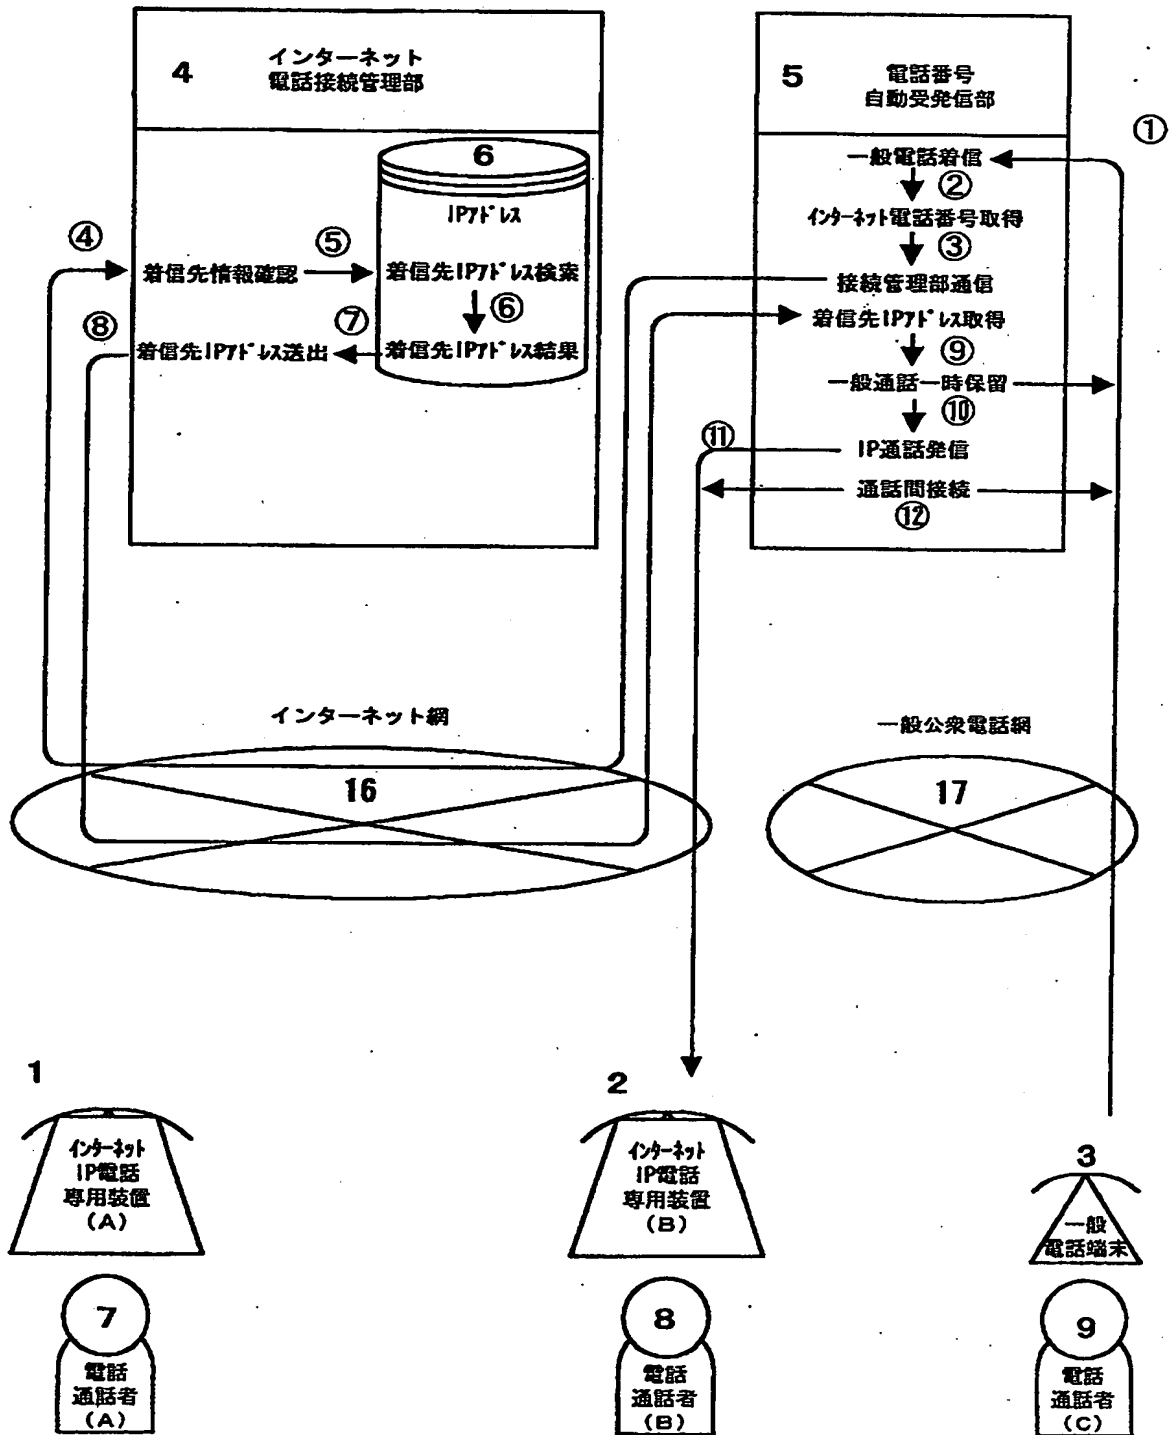 4
インターネット
電話接続管理部
6
IPアドレス
④
着信先情報確認
⑤
着信先IPアドレス検索
⑥
⑧
着信先IPアドレス送出
⑦
着信先IPアドレス結果
5
電話番号
自動受発信部
①
一般電話着信
②
インターネット電話番号取得
③
接続管理部通信
着信先IPアドレス取得
⑨
一般通話一時保留
⑩
⑪
IP通話発信
通話間接続
⑫
インターネット網
16
一般公衆電話網
17
1
インターネット
IP電話
専用装置
(A)
2
インターネット
IP電話
専用装置
(B)
3
一般
電話端末
7
電話
通話者
(A)
8
電話
通話者
(B)
9
電話
通話者
(C)